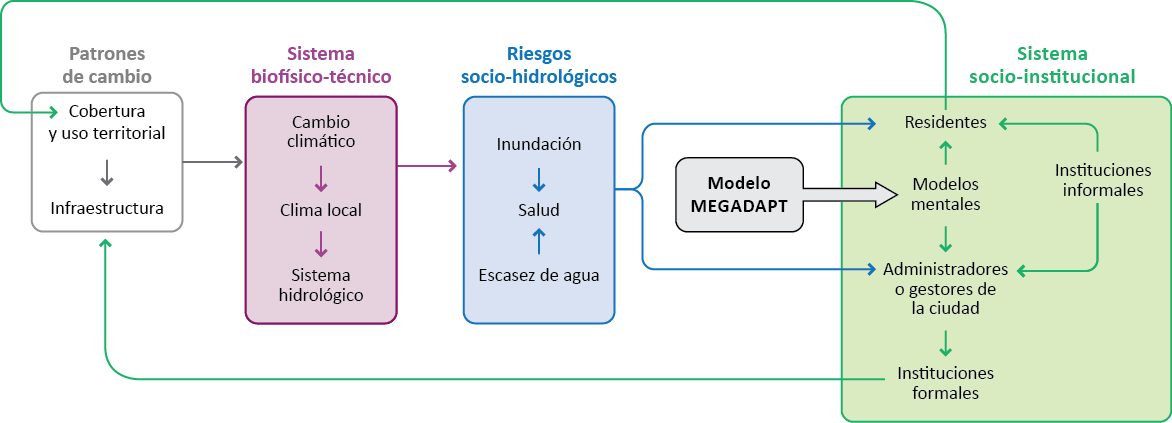 Patrones
de cambio
Cobertura
y uso territorial
Infraestructura
Sistema
biofísico-técnico
Cambio
climático
Clima local
Sistema
hidrológico
Riesgos
socio-hidrológicos
Inundación
Salud
Escasez de agua
Modelo
MEGADAPT
Sistema
socio-institucional
Residentes
Instituciones
informales
Modelos
mentales
Administradores
o gestores de
la ciudad
Instituciones
formales